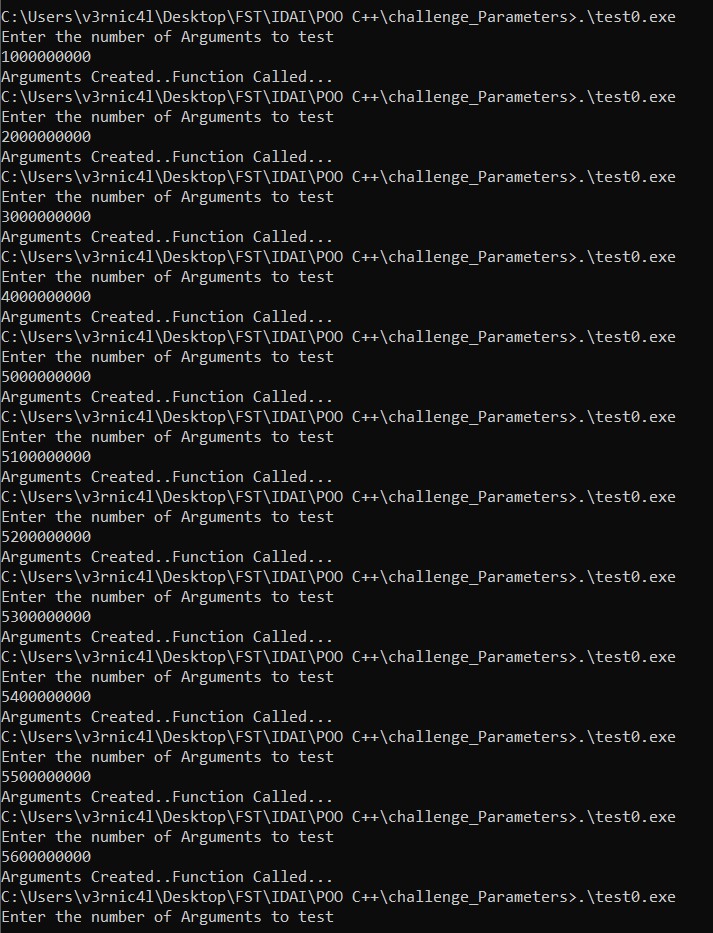 C:\Users\v3rnic4l\Desktop\FST\IDAI\POO C++\challenge_Parameters>.\test0.exe
Enter the number of Arguments to test
1000000000
Arguments Created..Function Called...
C:\Users\v3rnic4l\Desktop\FST\IDAI\POO C++\challenge_Parameters>.\test0.exe
Enter the number of Arguments to test
2000000000
Arguments Created..Function Called...
C:\Users\v3rnic4l\Desktop\FST\IDAI\POO C++\challenge_Parameters>.\test0.exe
Enter the number of Arguments to test
3000000000
Arguments Created..Function Called...
C:\Users\v3rnic4l\Desktop\FST\IDAI\POO C++\challenge_Parameters>.\test0.exe
Enter the number of Arguments to test
4000000000
Arguments Created..Function Called...
C:\Users\v3rnic4l\Desktop\FST\IDAI\POO C++\challenge_Parameters>.\test0.exe
Enter the number of Arguments to test
5000000000
Arguments Created..Function Called...
C:\Users\v3rnic4l\Desktop\FST\IDAI\POO C++\challenge_Parameters>.\test0.exe
Enter the number of Arguments to test
5100000000
Arguments Created..Function Called...
C:\Users\v3rnic4l\Desktop\FST\IDAI\POO C++\challenge_Parameters>.\test0.exe
Enter the number of Arguments to test
5200000000
Arguments Created..Function Called...
C:\Users\v3rnic4l\Desktop\FST\IDAI\POO C++\challenge_Parameters>.\test0.exe
Enter the number of Arguments to test
5300000000
Arguments Created..Function Called...
C:\Users\v3rnic4l\Desktop\FST\IDAI\POO C++\challenge_Parameters>.\test0.exe
Enter the number of Arguments to test
5400000000
Arguments Created..Function Called...
C:\Users\v3rnic4l\Desktop\FST\IDAI\POO C++\challenge_Parameters>.\test0.exe
Enter the number of Arguments to test
5500000000
Arguments Created..Function Called...
C:\Users\v3rnic4l\Desktop\FST\IDAI\POO C++\challenge_Parameters>.\test0.exe
Enter the number of Arguments to test
5600000000
Arguments Created..Function Called...
C:\Users\v3rnic4l\Desktop\FST\IDAI\POO C++\challenge_Parameters>.\test0.exe
Enter the number of Arguments to test